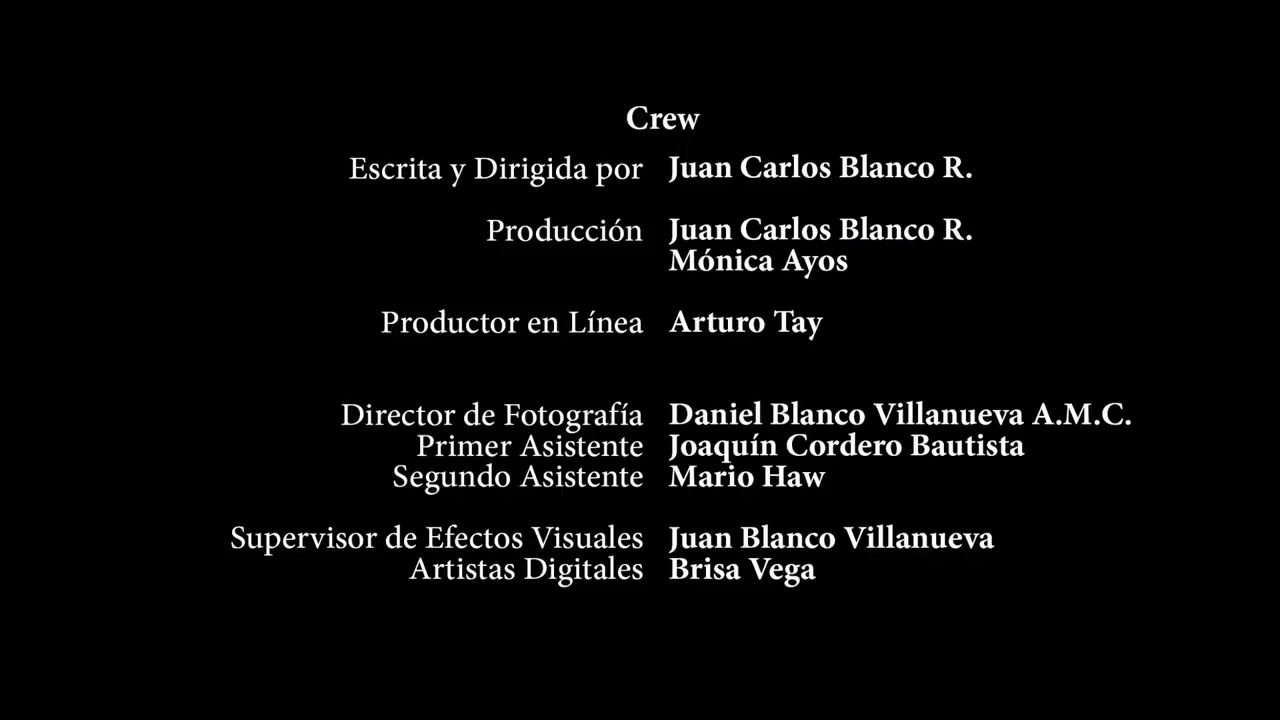 Crew
Escrita y Dirigida por Juan Carlos Blanco R.
Producción Juan Carlos Blanco R.
Mónica Ayos
Productor en Línea Arturo Tay
Director de Fotografía Daniel Blanco Villanueva A.M.C.
Primer Asistente Joaquín Cordero Bautista
Segundo Asistente Mario Haw
Supervisor de Efectos Visuales Juan Blanco Villanueva
Artistas Digitales Brisa Vega